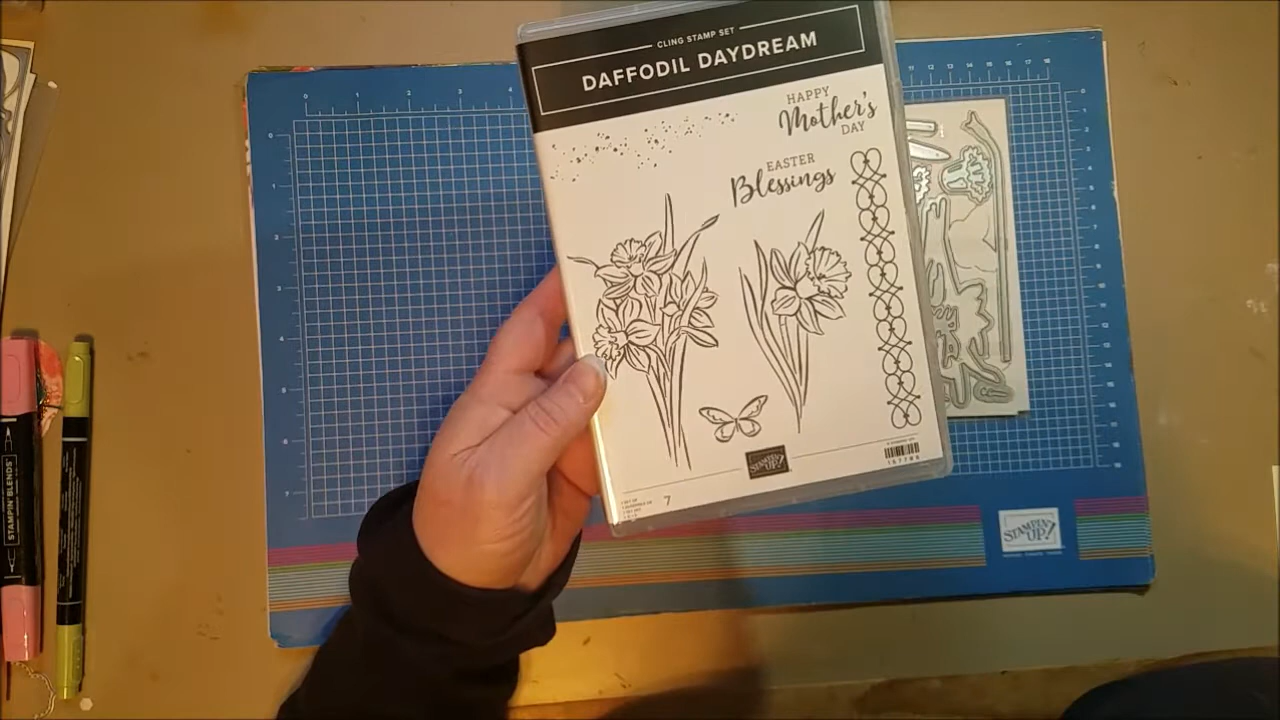 CLING STAMP SET
DAFFODIL DAYDREAM
HAPPY
Mother's
DAY
EASTER
Blessings
STAMPIN' UP!
7
STAMPIN' BLENDS
STAMPIN' UP!